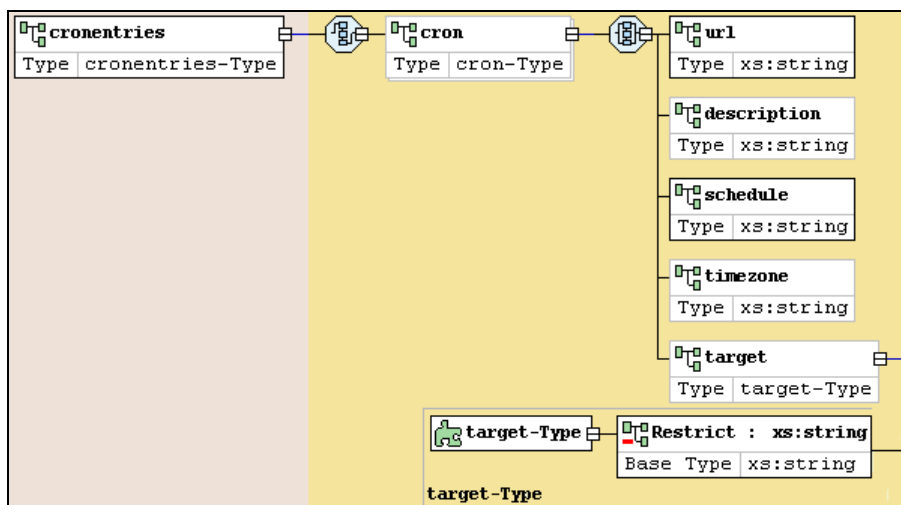 cronentries
Type cronentries-Type
cron
Type cron-Type
url
Type xs:string
description
Type xs:string
schedule
Type xs:string
timezone
Type xs:string
target
Type target-Type
target-Type
Restrict : xs:string
Base Type xs:string
target-Type